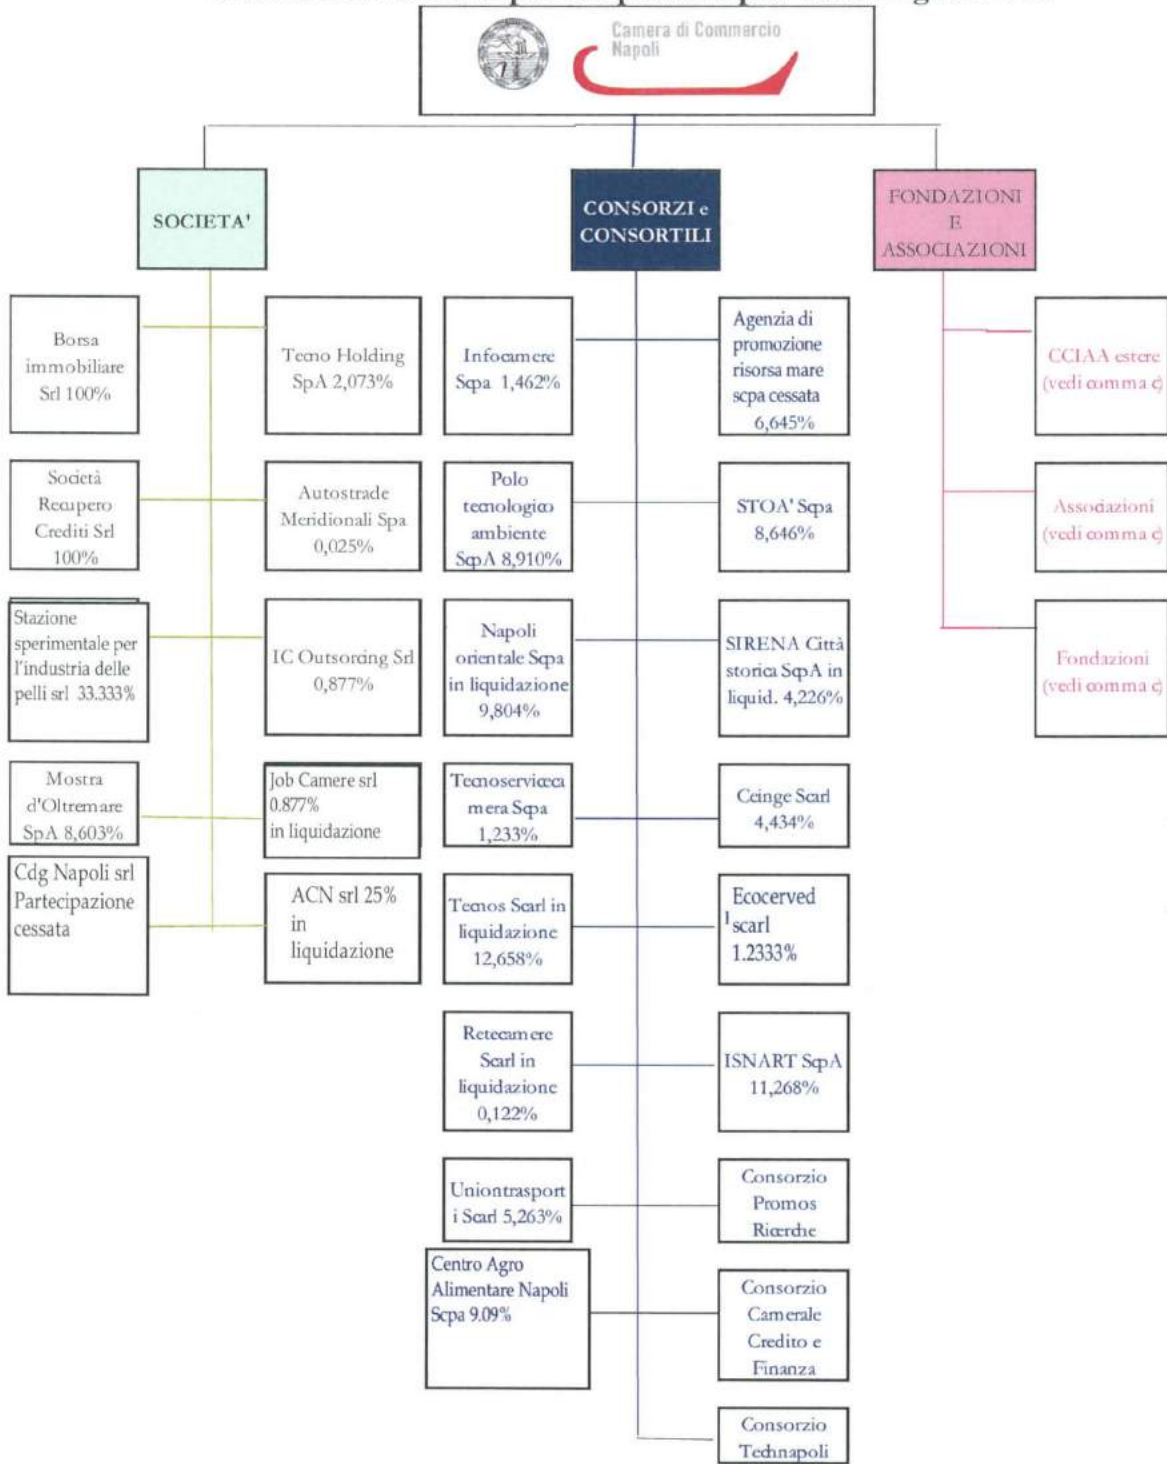 Camera di Commercio
Napoli
SOCIETA'
CONSORZI e
CONSORTILI
FONDAZIONI
E
ASSOCIAZIONI
Borsa
immobiliare
Srl 100%
Tecno Holding
SpA 2,073%
Infocamere
Scpa 1,462%
Agenzia di
promozione
risorsa mare
scpa cessata
6,645%
CCIAA estere
(vedi comma c)
Società
Recupero
Crediti Srl
100%
Autostrade
Meridionali Spa
0,025%
Polo
tecnologico
ambiente
ScpA 8,910%
STOA' Scpa
8,646%
Associazioni
(vedi comma c)
Stazione
sperimentale per
l'industria delle
pelli srl 33.333%
IC Outsorcing Srl
0,877%
Napoli
orientale Scpa
in liquidazione
9,804%
SIRENA Città
storica ScpA in
liquid. 4,226%
Fondazioni
(vedi comma c)
Mostra
d'Oltremare
SpA 8,603%
Job Camere srl
0.877%
in liquidazione
Tecnoserviceca
mera Scpa
1,233%
Ceinge Scarl
4,434%
Cdg Napoli srl
Partecipazione
cessata
ACN srl 25%
in
liquidazione
Tecnos Scarl in
liquidazione
12,658%
Ecocerved
scarl
1.2333%
Retecamere
Scarl in
liquidazione
0,122%
ISNART ScpA
11,268%
Uniontrasport
i Scarl 5,263%
Consorzio
Promos
Ricerche
Centro Agro
Alimentare Napoli
Scpa 9.09%
Consorzio
Camerale
Credito e
Finanza
Consorzio
Technapoli